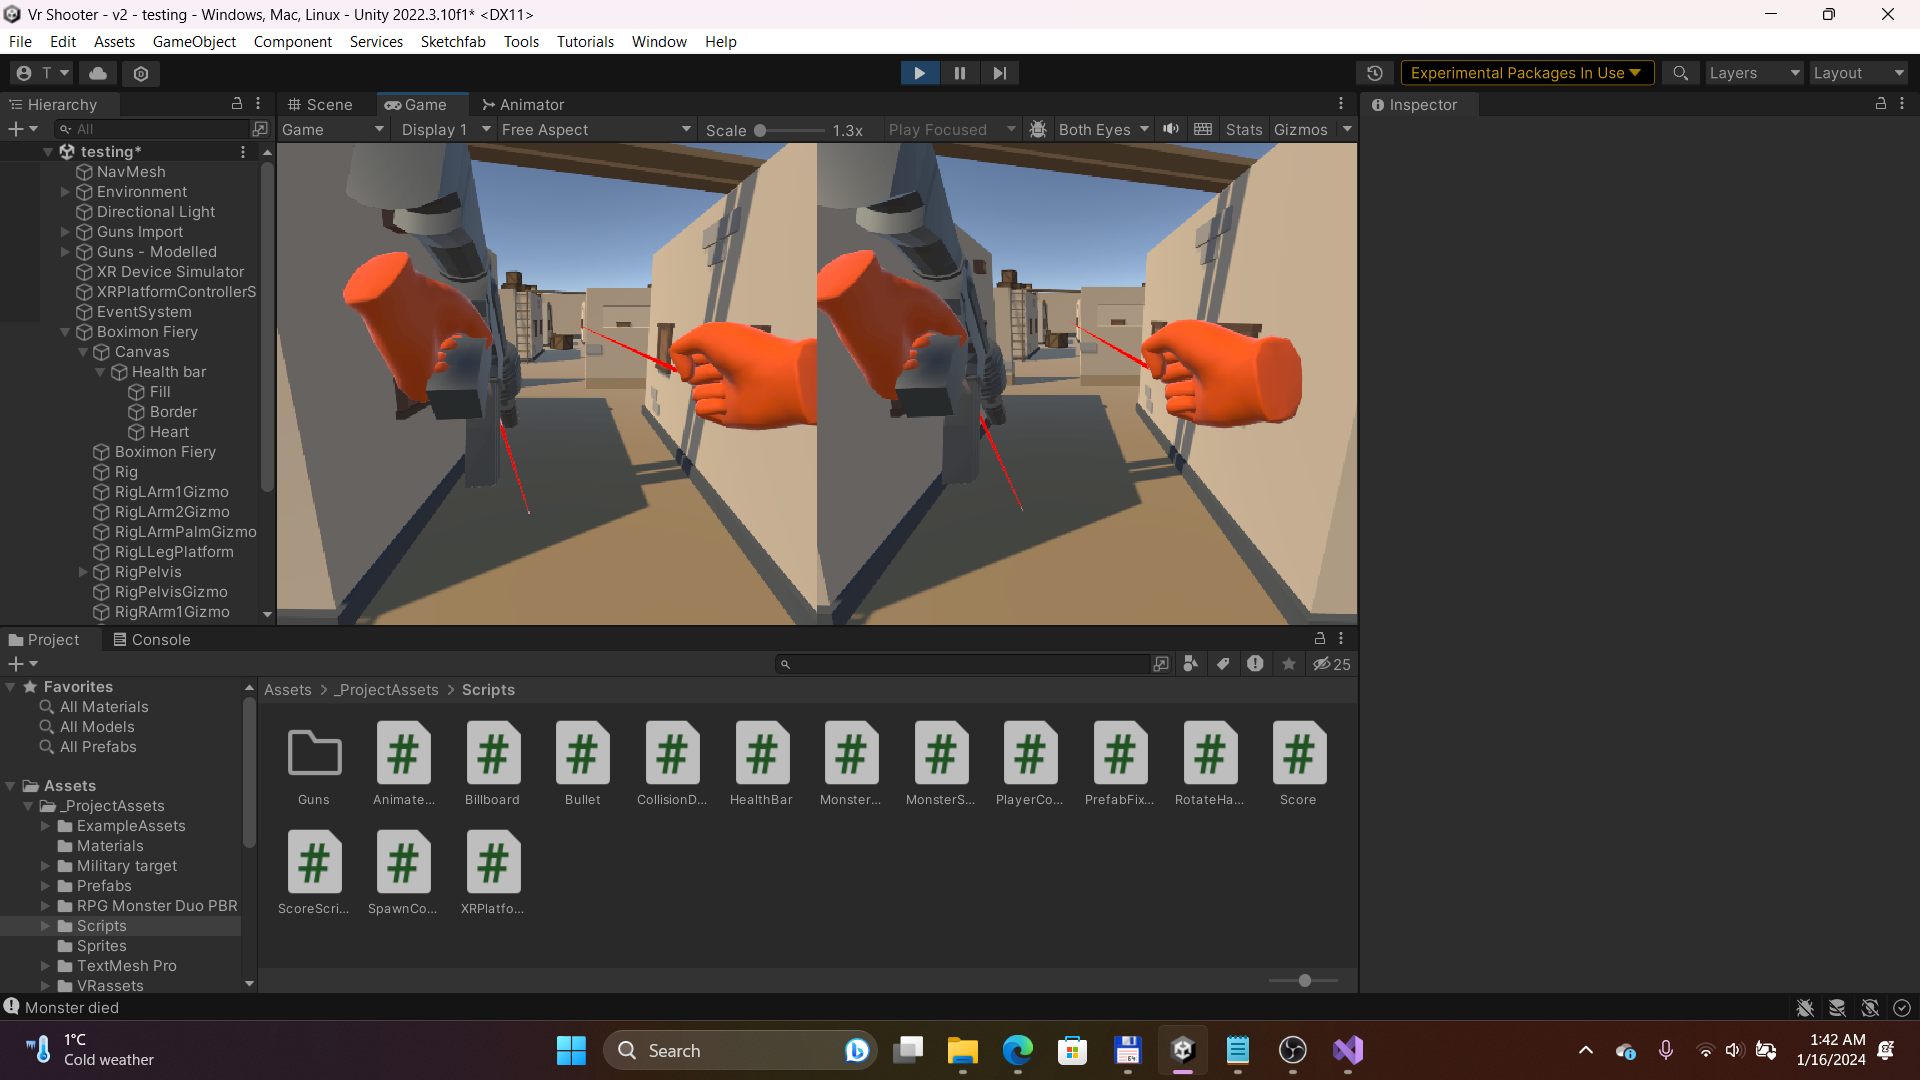 Vr Shooter - v2 - testing - Windows, Mac, Linux - Unity 2022.3.10f1* <DX11>
File Edit Assets GameObject Component Services Sketchfab Tools Tutorials Window Help
T
Experimental Packages In Use
Layers
Layout
Hierarchy
Scene Game Animator
Inspector
All
Game Display 1 Free Aspect Scale 1.3x Play Focused Both Eyes Stats Gizmos
testing*
NavMesh
Environment
Directional Light
Guns Import
Guns - Modelled
XR Device Simulator
XRPlatformControllerS
EventSystem
Boximon Fiery
Canvas
Health bar
Fill
Border
Heart
Boximon Fiery
Rig
RigLArm1Gizmo
RigLArm2Gizmo
RigLArmPalmGizmo
RigLLegPlatform
RigPelvis
RigPelvisGizmo
RigRArm1Gizmo
Project Console
25
Favorites
All Materials
All Models
All Prefabs
Assets
_ProjectAssets
ExampleAssets
Materials
Military target
Prefabs
RPG Monster Duo PBR
Scripts
Sprites
TextMesh Pro
VRassets
Assets > _ProjectAssets > Scripts
Guns Animate... Billboard Bullet CollisionD... HealthBar Monster... MonsterS... PlayerCo... PrefabFix... RotateHa... Score
ScoreScri... SpawnCo... XRPlatfo...
Monster died
1°C
Cold weather
Search
64
1:42 AM
1/16/2024